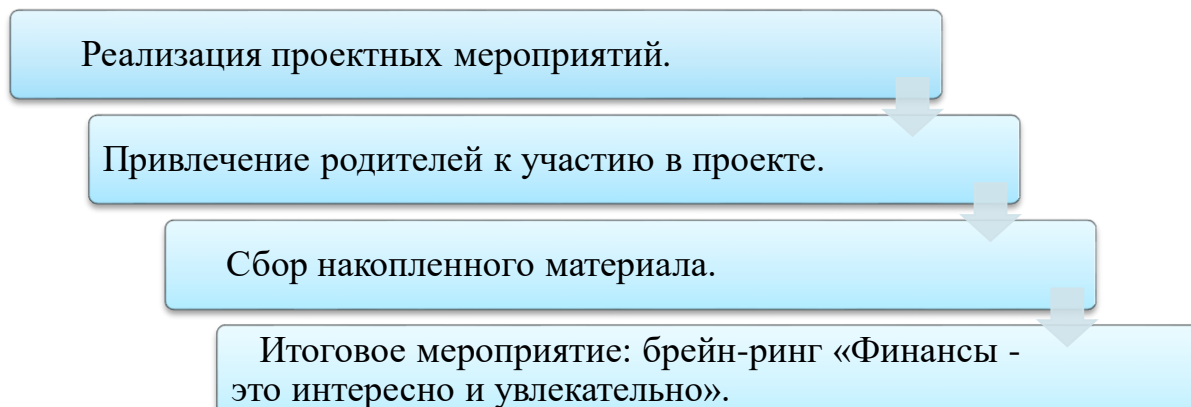 Реализация проектных мероприятий.
Привлечение родителей к участию в проекте.
Сбор накопленного материала.
Итоговое мероприятие: брейн-ринг «Финансы -
это интересно и увлекательно».